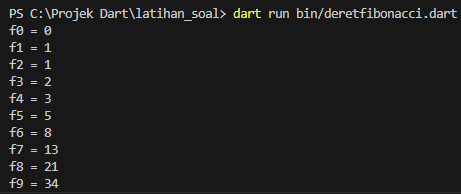 PS C:\Projek Dart\latihan_soal> dart run bin/deretfibonacci.dart
f0 = 0
f1 = 1
f2 = 1
f3 = 2
f4 = 3
f5 = 5
f6 = 8
f7 = 13
f8 = 21
f9 = 34